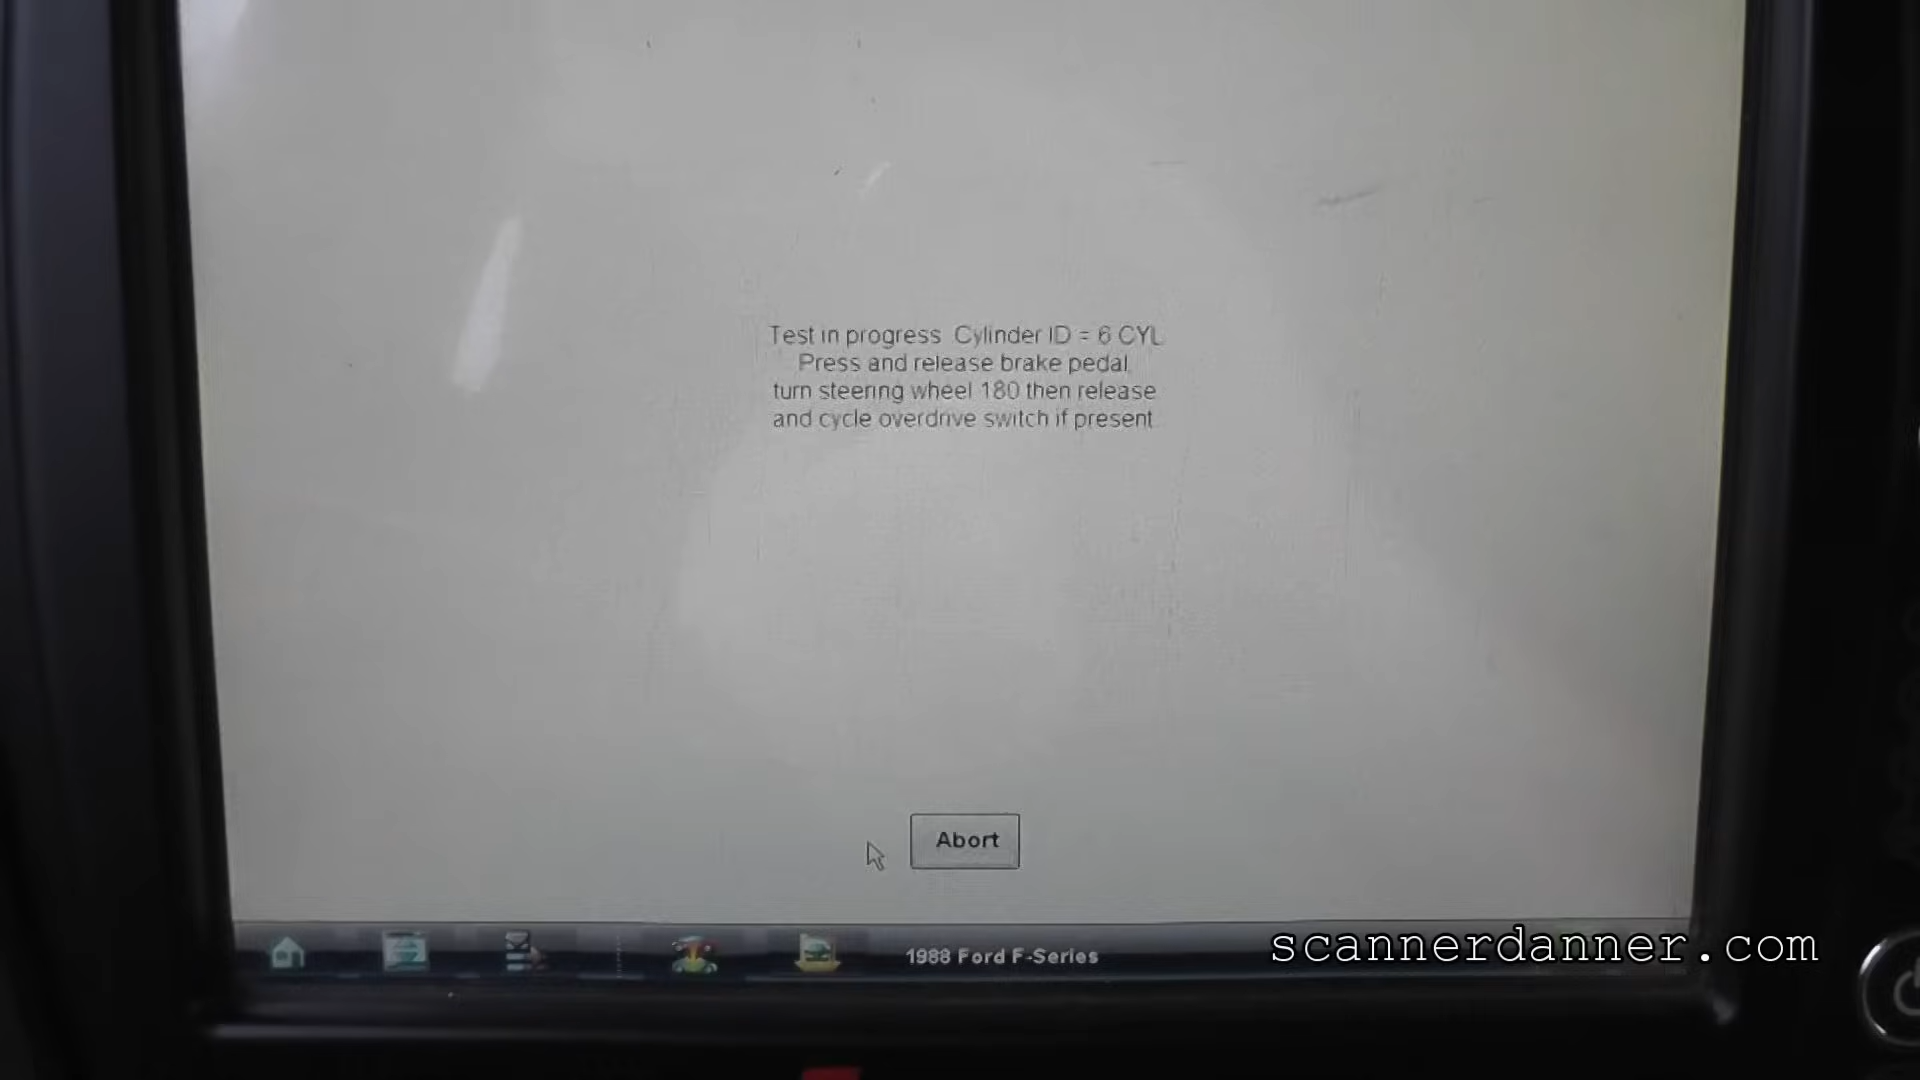 Test in progress Cylinder ID = 6 CYL
Press and release brake pedal,
turn steering wheel 180 then release
and cycle overdrive switch if present
Abort
1988 Ford F-Series
scannerdanner.com